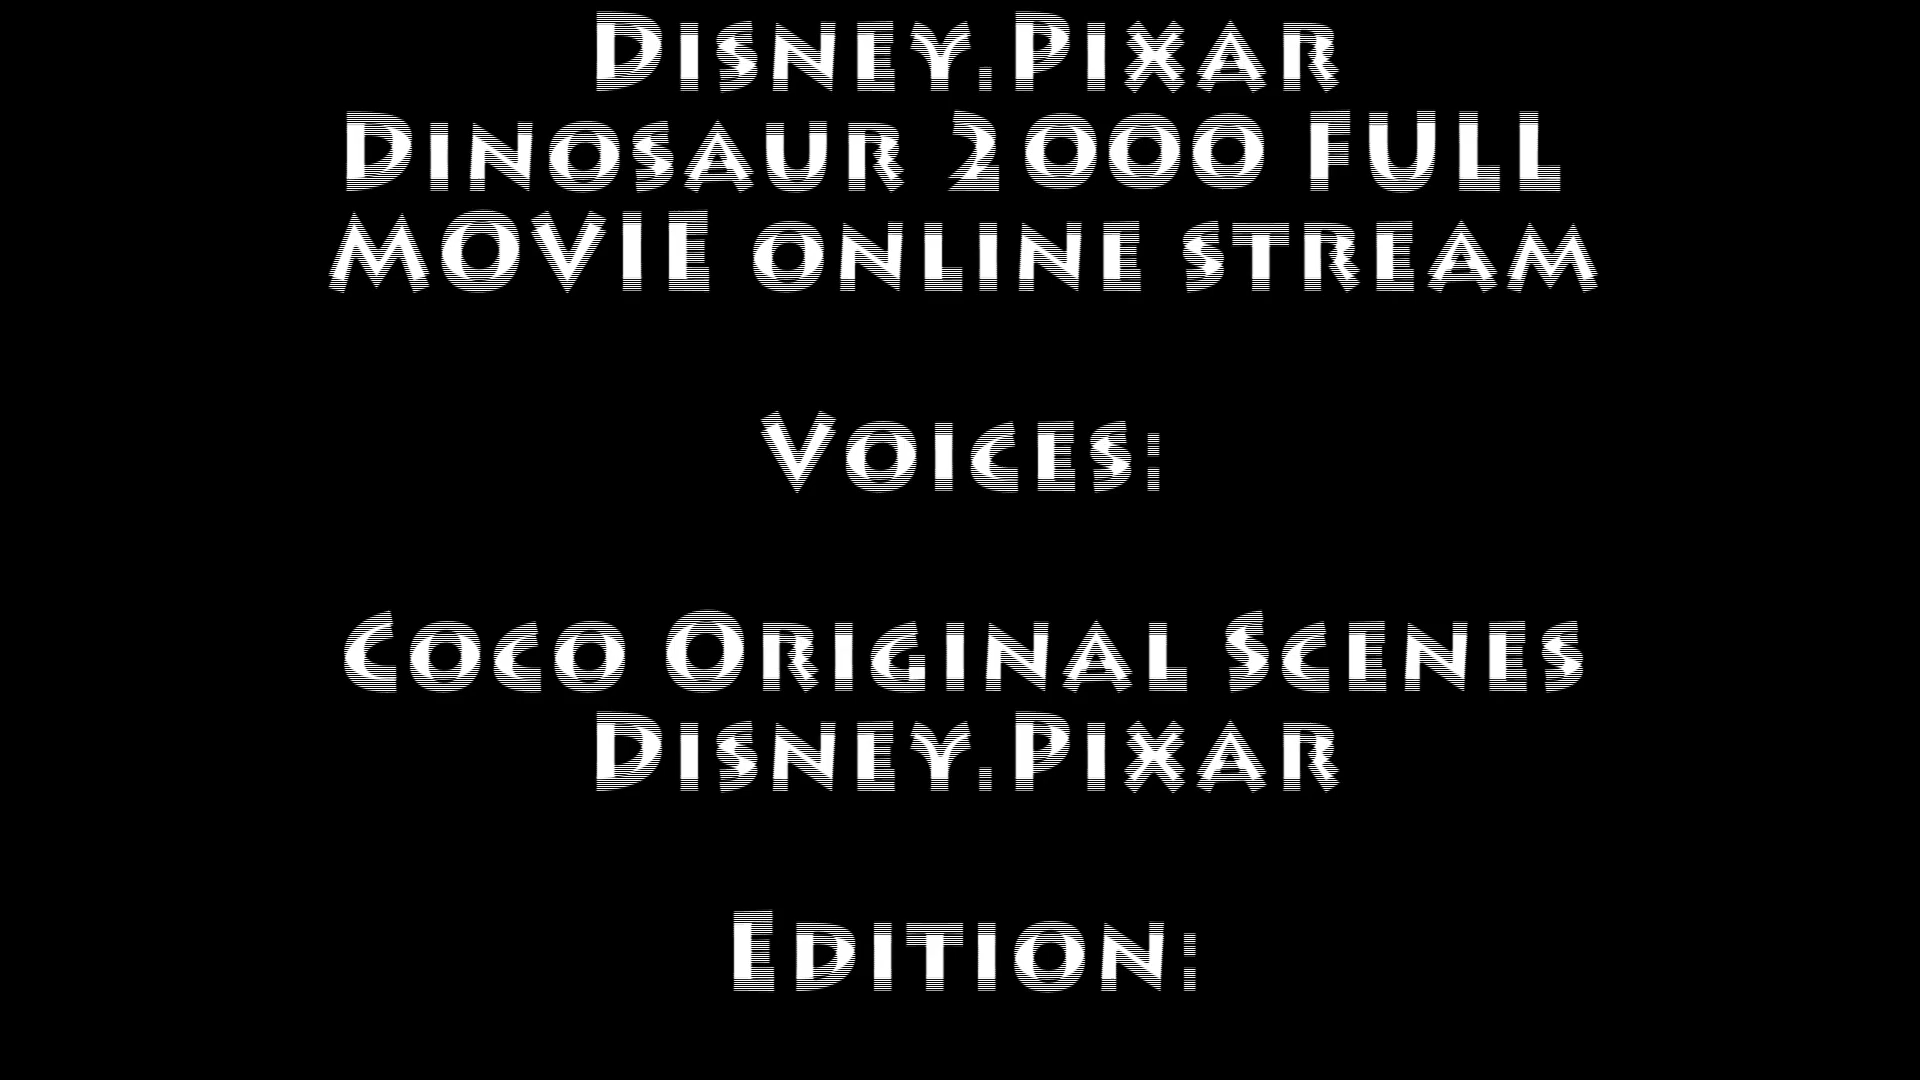 Disney.Pixar
Dinosaur 2000 FULL
MOVIE online stream
Voices:
Coco Original Scenes
Disney.Pixar
Edition: